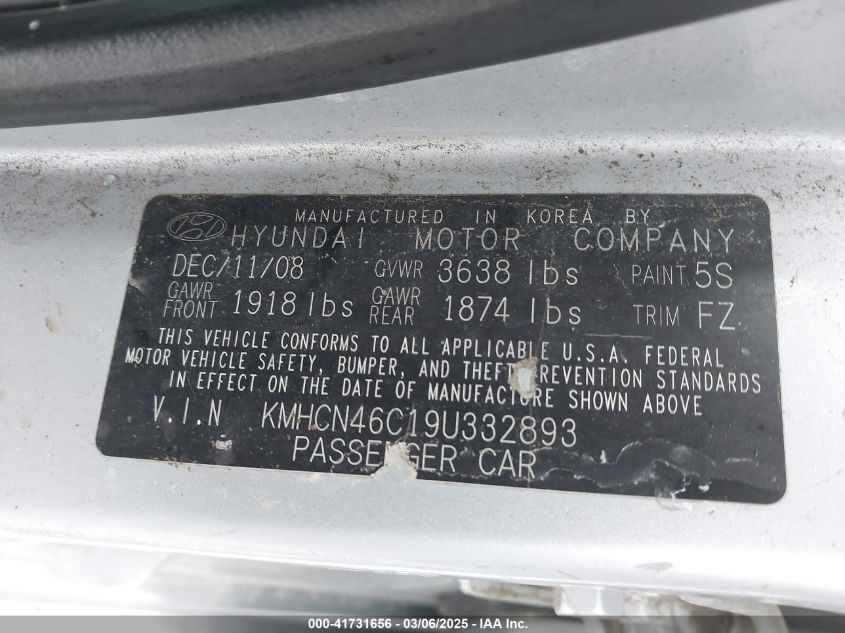 MANUFACTURED IN KOREA BY
HYUNDAI MOTOR COMPANY
DEC/11/08 GVWR 3638 lbs PAINT 5S
GAWR FRONT 1918 lbs GAWR REAR 1874 lbs TRIM FZ
THIS VEHICLE CONFORMS TO ALL APPLICABLE U.S.A. FEDERAL
MOTOR VEHICLE SAFETY, BUMPER, AND THEFT PREVENTION STANDARDS
IN EFFECT ON THE DATE OF MANUFACTURE SHOWN ABOVE
V.I.N KMHCN46C19U332893
PASSENGER CAR
000-41731656 — 03/06/2025 — IAA Inc.